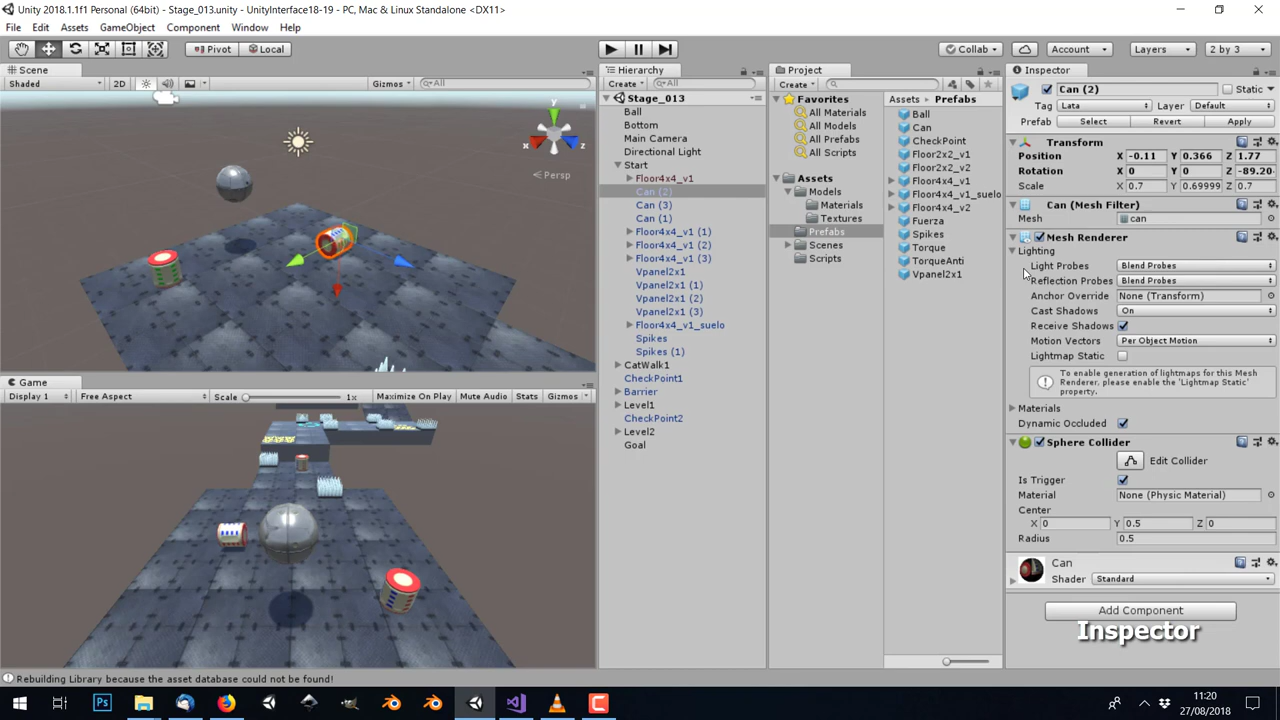 Unity 2018.1.1f1 Personal (64bit) - Stage_013.unity - UnityInterface18-19 - PC, Mac & Linux Standalone <DX11>
File Edit Assets GameObject Component Window Help
Pivot Local Collab Account Layers 2 by 3
Scene
Shaded 2D Gizmos All
y
x
z
Persp
Game
Display 1 Free Aspect Scale 1x Maximize On Play Mute Audio Stats Gizmos
Hierarchy
Create All
Stage_013
Ball
Bottom
Main Camera
Directional Light
Start
Floor4x4_v1
Can (2)
Can (3)
Can (1)
Floor4x4_v1 (1)
Floor4x4_v1 (2)
Floor4x4_v1 (3)
Vpanel2x1
Vpanel2x1 (1)
Vpanel2x1 (2)
Vpanel2x1 (3)
Floor4x4_v1_suelo
Spikes
Spikes (1)
CatWalk1
CheckPoint1
Barrier
Level1
CheckPoint2
Level2
Goal
Project
Create
Favorites
All Materials
All Models
All Prefabs
All Scripts
Assets
Models
Materials
Textures
Prefabs
Scenes
Scripts
Assets Prefabs
Ball
Can
CheckPoint
Floor2x2_v1
Floor2x2_v2
Floor4x4_v1
Floor4x4_v1_suelo
Floor4x4_v2
Fuerza
Spikes
Torque
TorqueAnti
Vpanel2x1
Inspector
Can (2) Static
Tag Lata Layer Default
Prefab Select Revert Apply
Transform
Position X -0.11 Y 0.366 Z 1.77
Rotation X 0 Y 0 Z -89.20
Scale X 0.7 Y 0.69999 Z 0.7
Can (Mesh Filter)
Mesh can
Mesh Renderer
Lighting
Light Probes Blend Probes
Reflection Probes Blend Probes
Anchor Override None (Transform)
Cast Shadows On
Receive Shadows
Motion Vectors Per Object Motion
Lightmap Static
To enable generation of lightmaps for this Mesh
Renderer, please enable the 'Lightmap Static'
property.
Materials
Dynamic Occluded
Sphere Collider
Edit Collider
Is Trigger
Material None (Physic Material)
Center
X 0 Y 0.5 Z 0
Radius 0.5
Can
Shader Standard
Add Component
Inspector
Rebuilding Library because the asset database could not be found!
Ps
11:20
27/08/2018